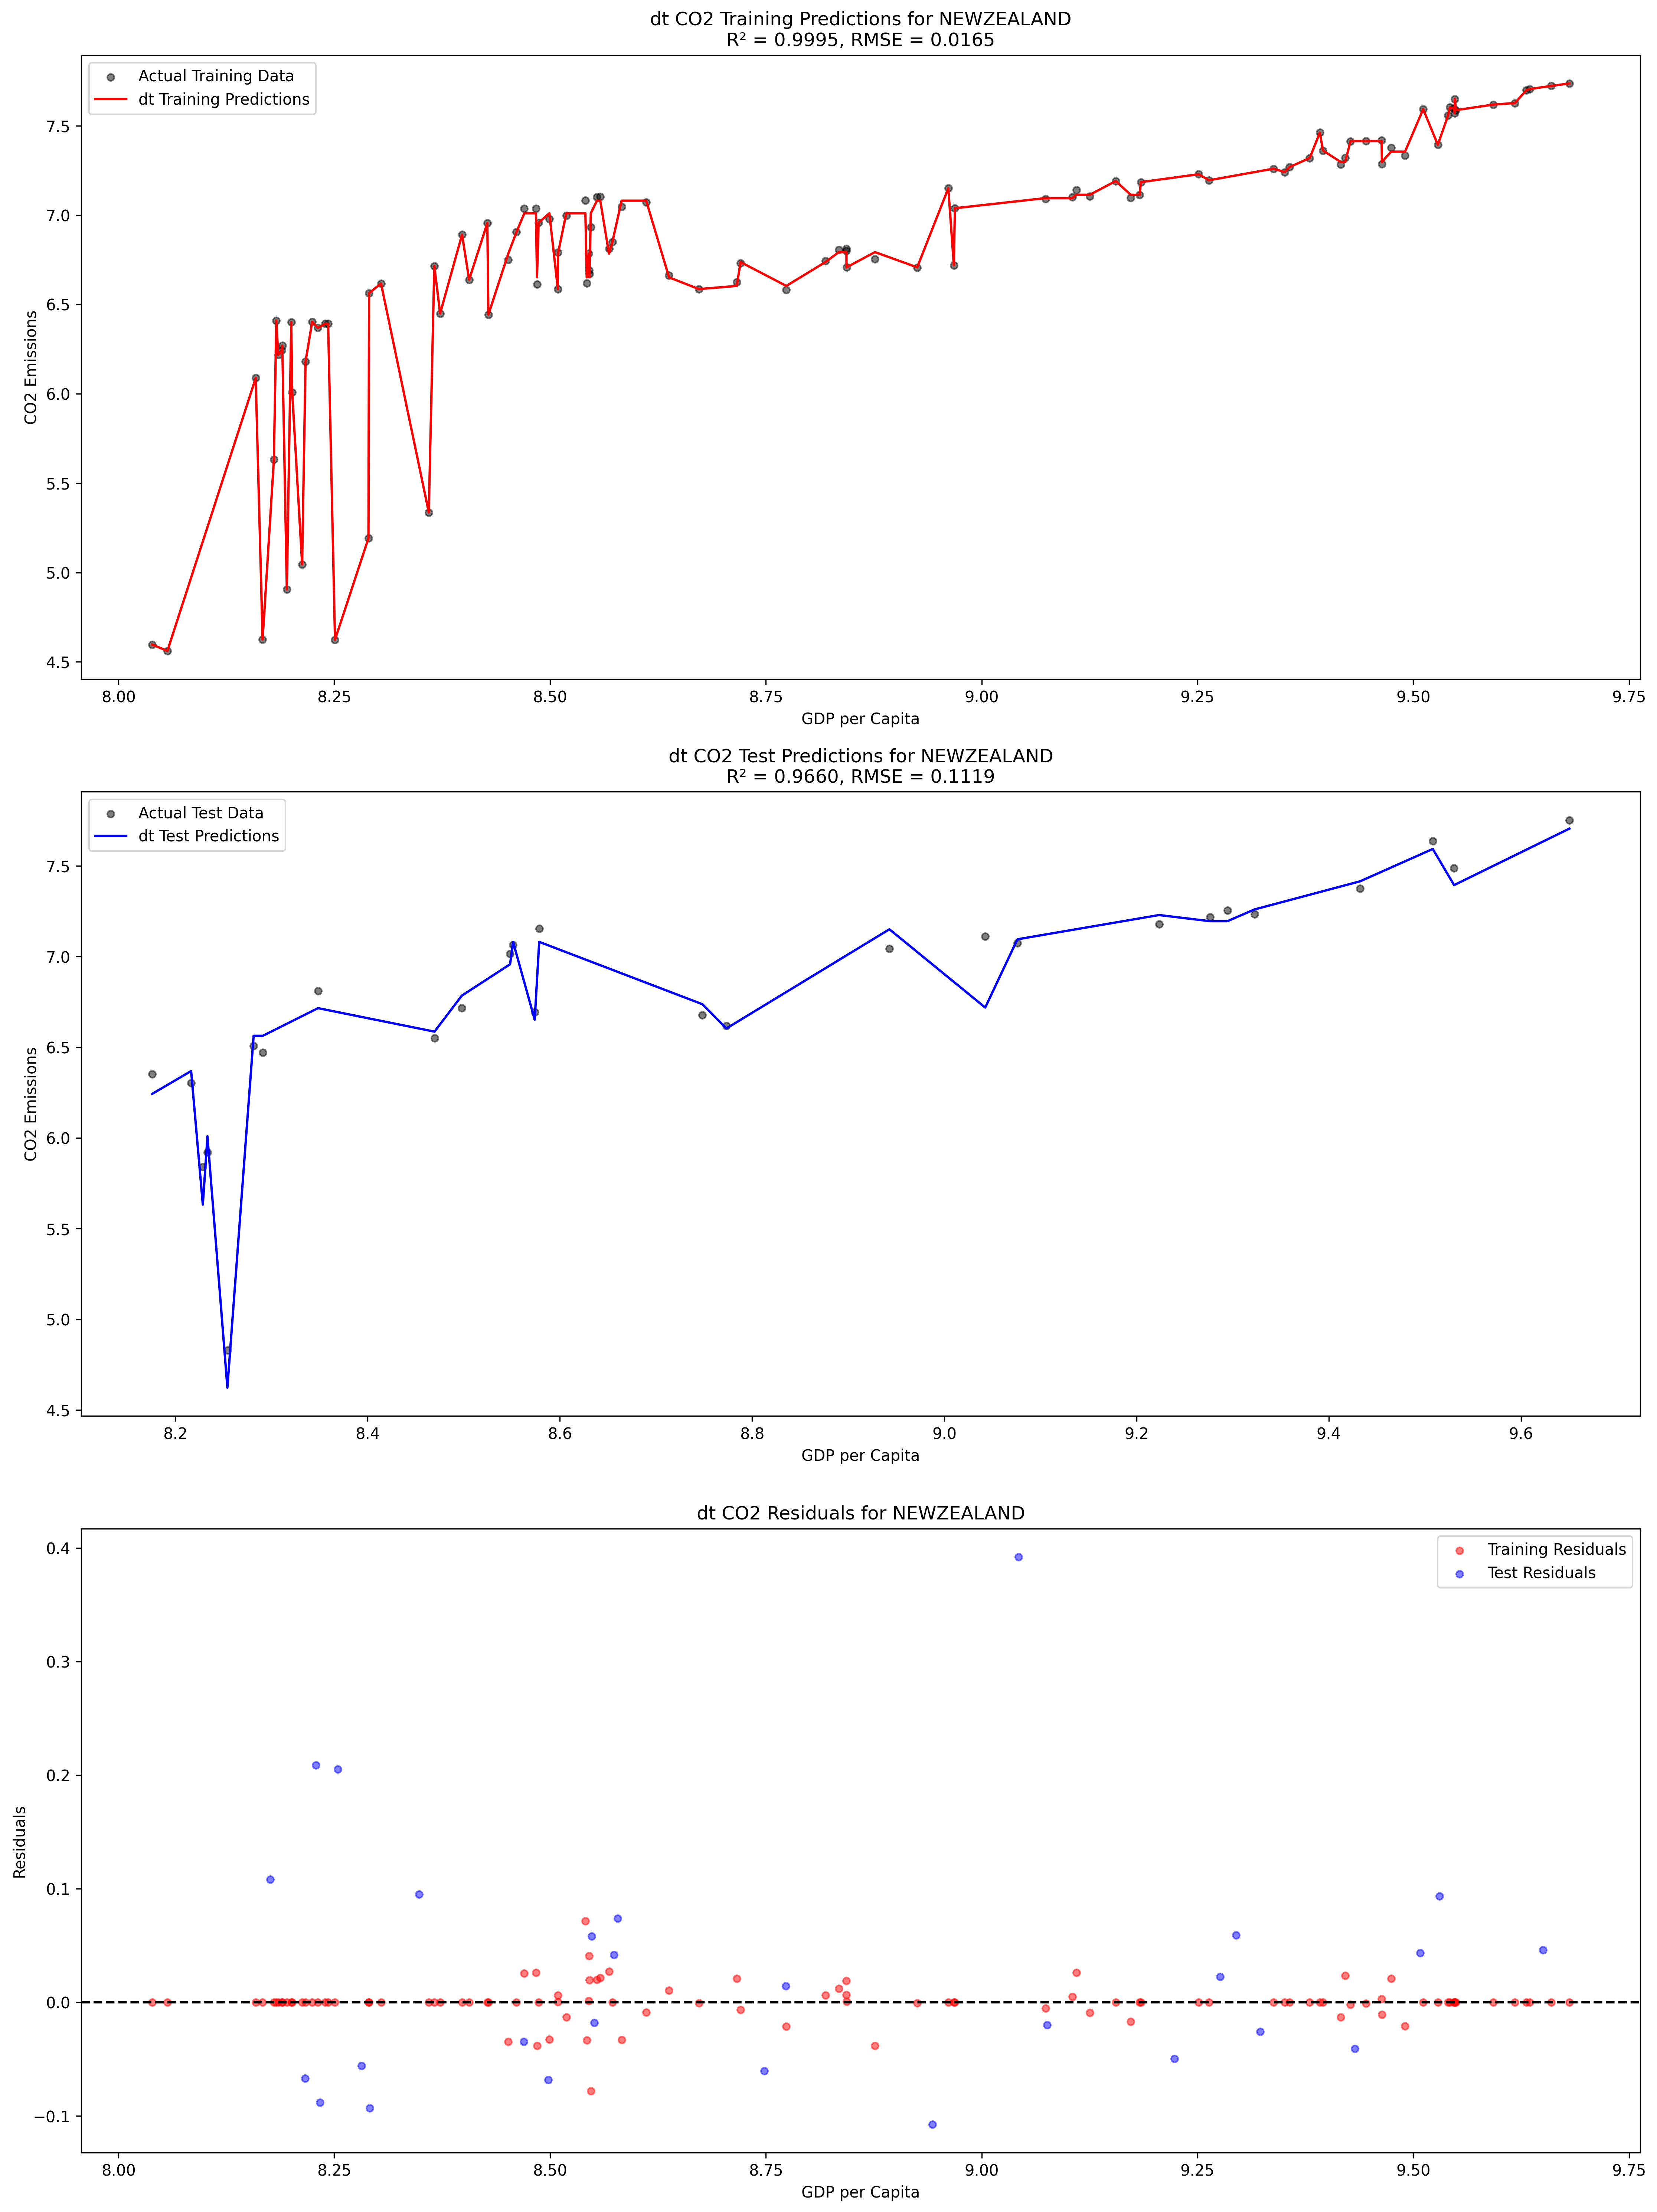 dt CO2 Training Predictions for NEWZEALAND
R² = 0.9995, RMSE = 0.0165
Actual Training Data
dt Training Predictions
CO2 Emissions
7.5
7.0
6.5
6.0
5.5
5.0
4.5
8.00 8.25 8.50 8.75 9.00 9.25 9.50 9.75
GDP per Capita
dt CO2 Test Predictions for NEWZEALAND
R² = 0.9660, RMSE = 0.1119
Actual Test Data
dt Test Predictions
CO2 Emissions
7.5
7.0
6.5
6.0
5.5
5.0
4.5
8.2 8.4 8.6 8.8 9.0 9.2 9.4 9.6
GDP per Capita
dt CO2 Residuals for NEWZEALAND
Training Residuals
Test Residuals
Residuals
0.4
0.3
0.2
0.1
0.0
−0.1
8.00 8.25 8.50 8.75 9.00 9.25 9.50 9.75
GDP per Capita